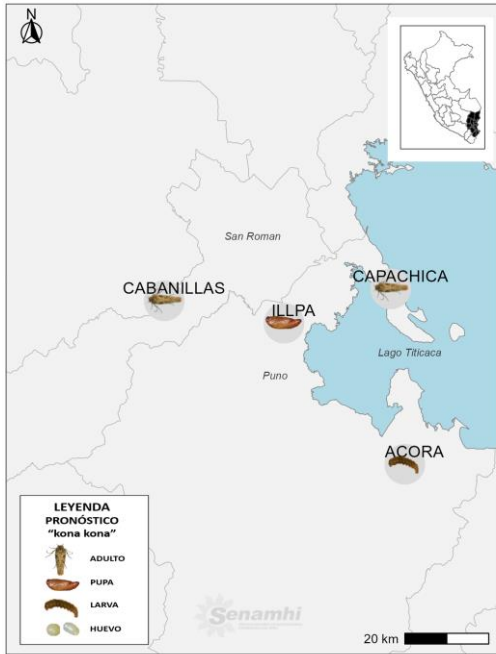 N
San Roman
CABANILLAS
CAPACHICA
ILLPA
Lago Titicaca
Puno
ACORA
LEYENDA
PRONÓSTICO
"kona kona"
ADULTO
PUPA
LARVA
HUEVO
Senamhi
20 km